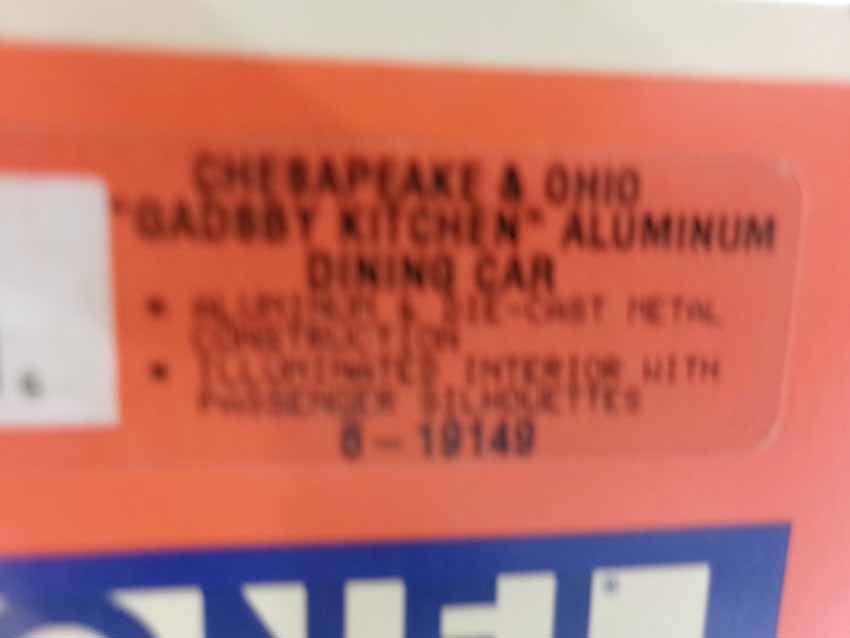 CHESAPEAKE & OHIO
"GADSBY KITCHEN" ALUMINUM
DINING CAR
• ALUMINUM & DIE-CAST METAL
CONSTRUCTION
• ILLUMINATED INTERIOR WITH
PASSENGER SILHOUETTES
6-19149